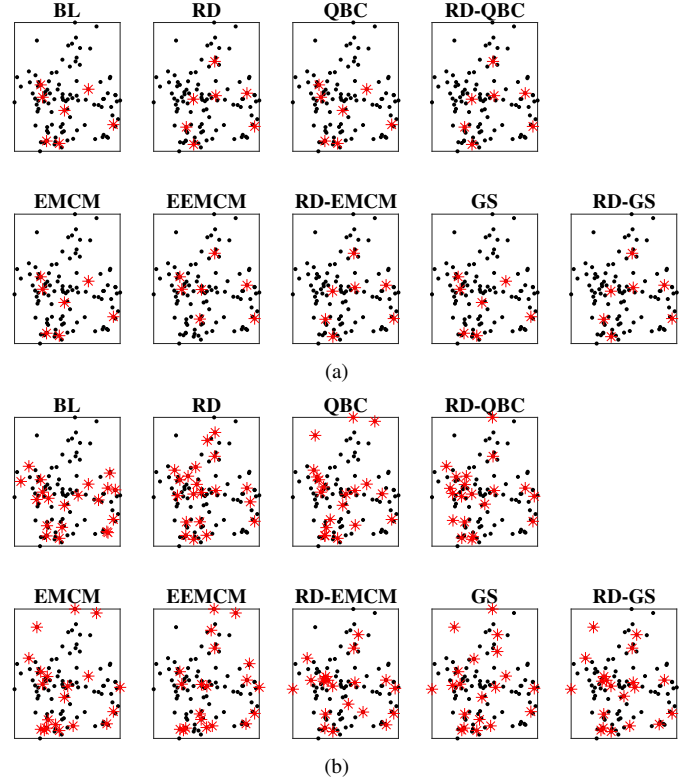 BL RD QBC RD-QBC
EMCM EEMCM RD-EMCM GS RD-GS
(a)
BL RD QBC RD-QBC
EMCM EEMCM RD-EMCM GS RD-GS
(b)